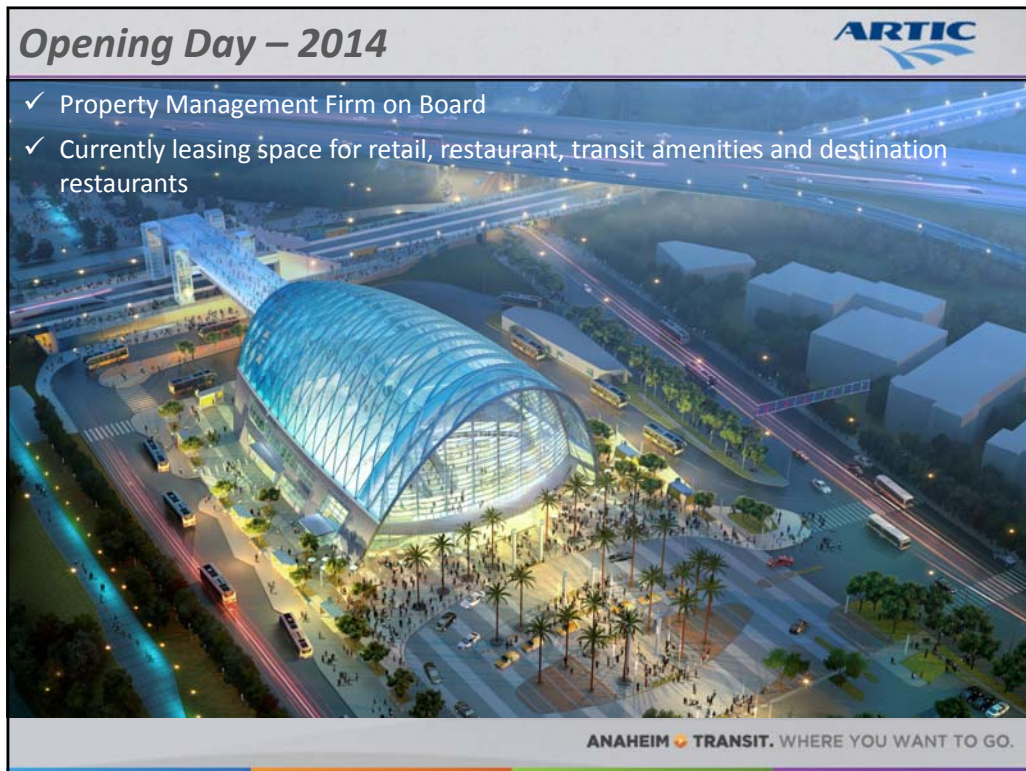 Opening Day – 2014
ARTIC
✓ Property Management Firm on Board
✓ Currently leasing space for retail, restaurant, transit amenities and destination
restaurants
ANAHEIM TRANSIT. WHERE YOU WANT TO GO.